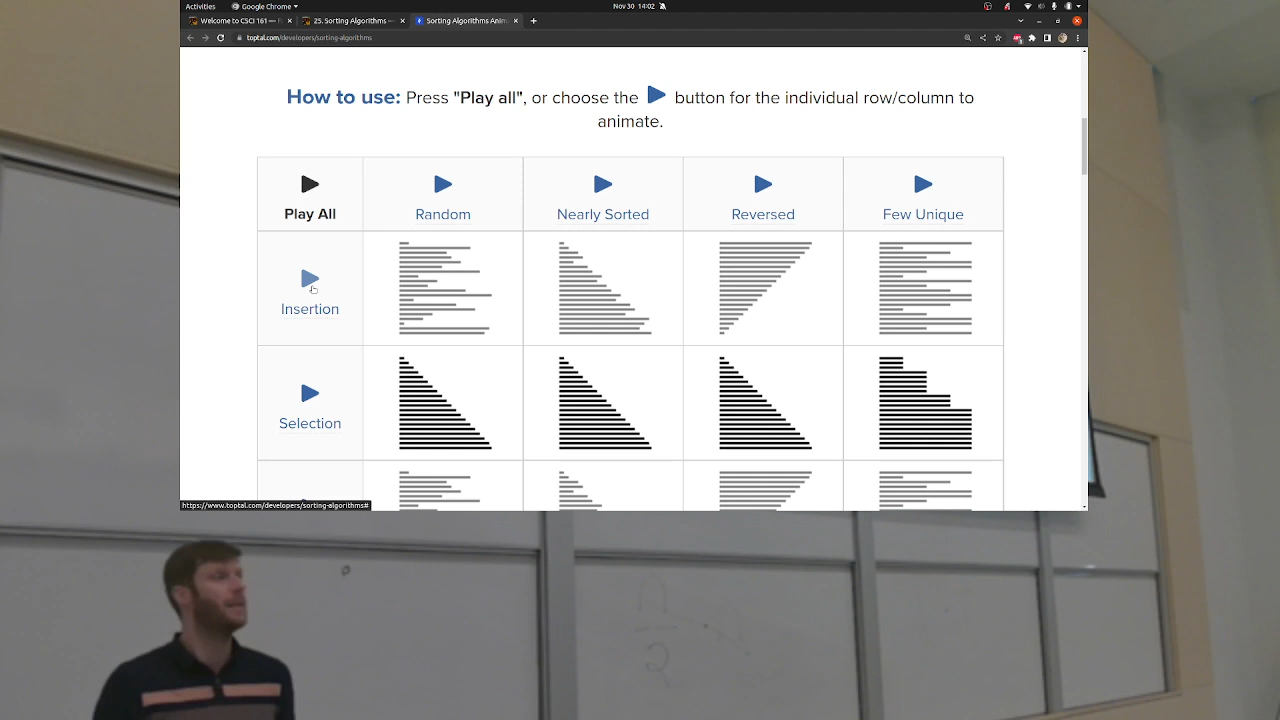 Activities
Google Chrome
Nov 30 14:02
Welcome to CSCI 161 —
25. Sorting Algorithms —
Sorting Algorithms Anim
toptal.com/developers/sorting-algorithms
How to use: Press "Play all", or choose the button for the individual row/column to
animate.
Play All
Random
Nearly Sorted
Reversed
Few Unique
Insertion
Selection
https://www.toptal.com/developers/sorting-algorithms#